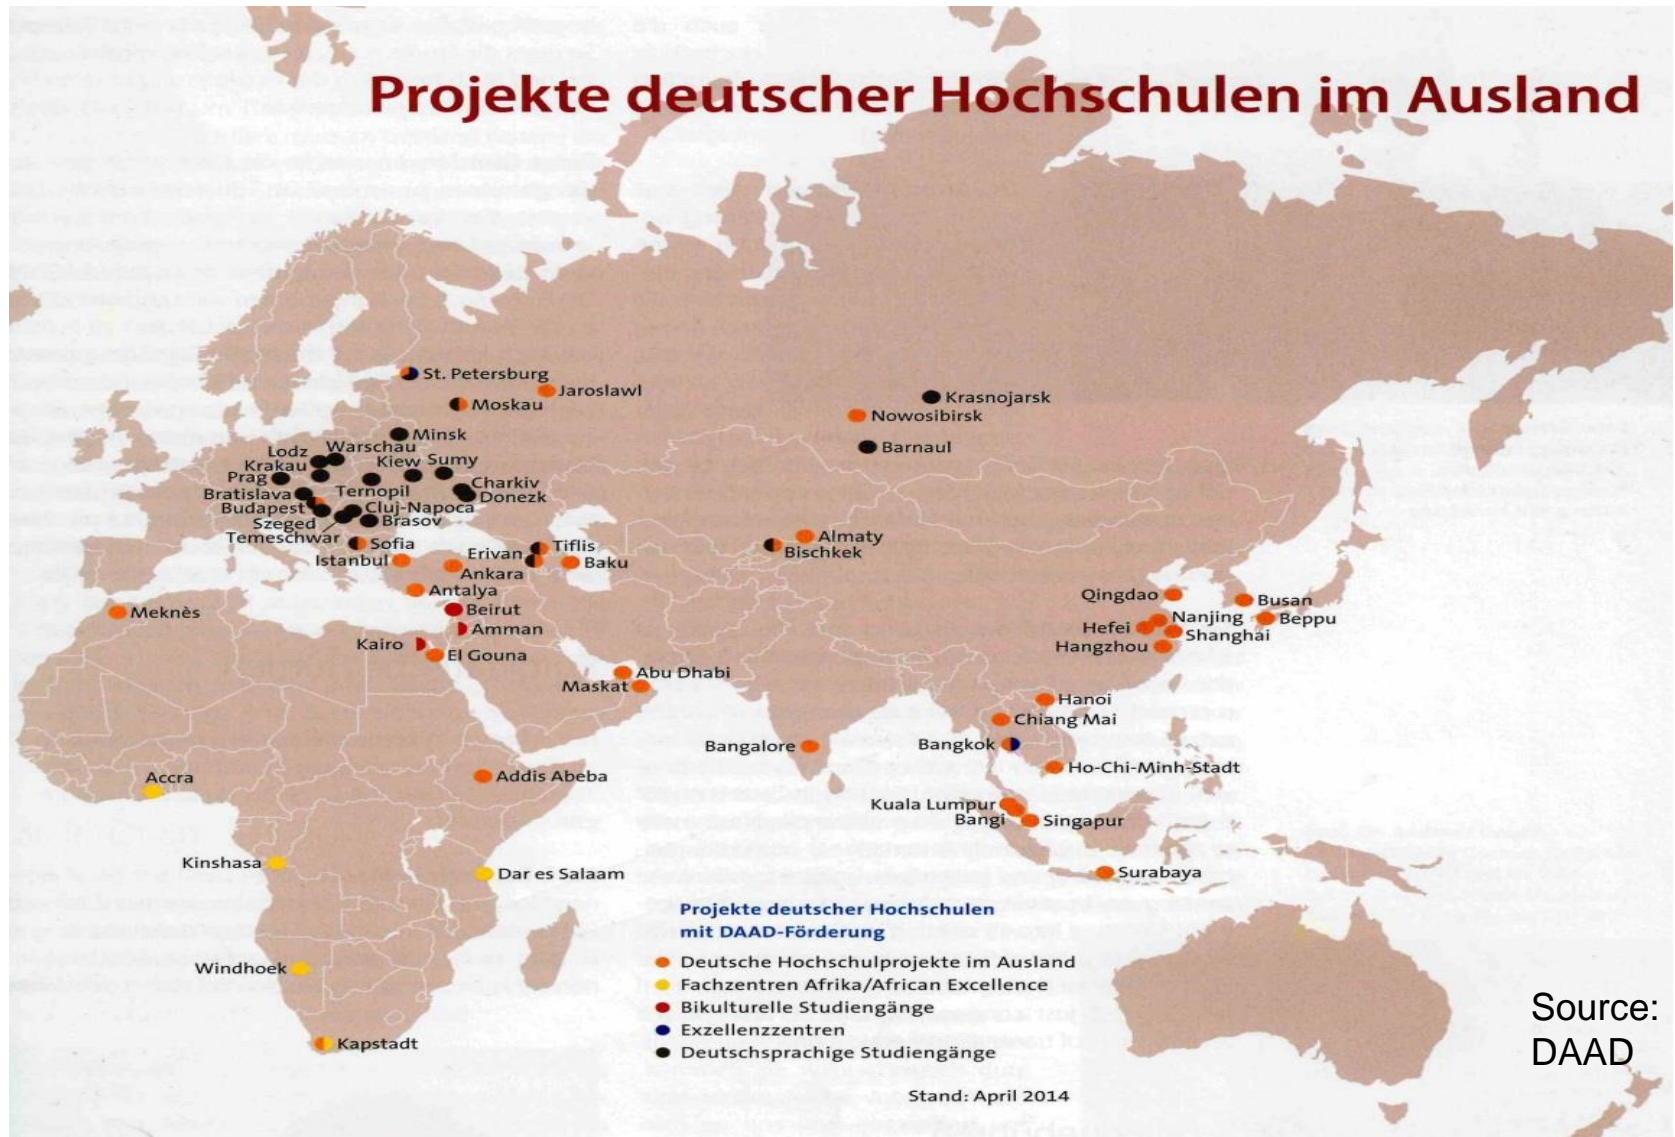 Projekte deutscher Hochschulen im Ausland
St. Petersburg
Jaroslawl
Moskau
Krasnojarsk
Nowosibirsk
Minsk
Barnaul
Warschau
Lodz
Krakau
Kiew
Sumy
Prag
Charkiv
Bratislava
Ternopil
Donezk
Budapest
Cluj-Napoca
Szeged
Brasov
Temeschwar
Sofia
Erivan
Tiflis
Almaty
Bischkek
Istanbul
Ankara
Baku
Antalya
Qingdao
Busan
Meknès
Beirut
Nanjing
Beppu
Amman
Hefei
Shanghai
Kairo
Hangzhou
El Gouna
Abu Dhabi
Maskat
Hanoi
Chiang Mai
Bangalore
Bangkok
Ho-Chi-Minh-Stadt
Accra
Addis Abeba
Kuala Lumpur
Bangi
Singapur
Kinshasa
Dar es Salaam
Surabaya
Windhoek
Kapstadt
Projekte deutscher Hochschulen
mit DAAD-Förderung
Deutsche Hochschulprojekte im Ausland
Fachzentren Afrika/African Excellence
Bikulturelle Studiengänge
Exzellenzzentren
Deutschsprachige Studiengänge
Stand: April 2014
Source:
DAAD